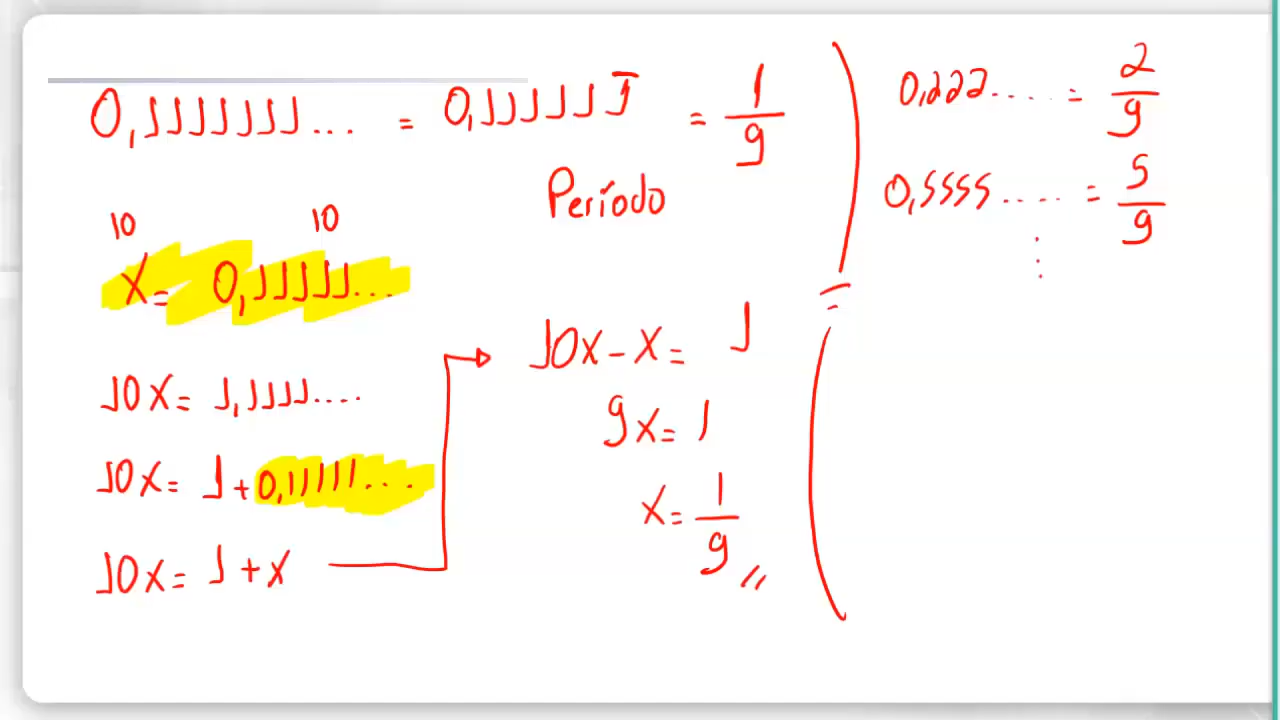 0,1111111... = 0,111111̅ = 1/9
Período
10 10
X = 0,11111...
10X = 1,1111....
10X = 1 + 0,11111...
10X = 1 + X
10X - X = 1
9X = 1
X = 1/9 //
0,222.... = 2/9
0,5555.... = 5/9
⋮